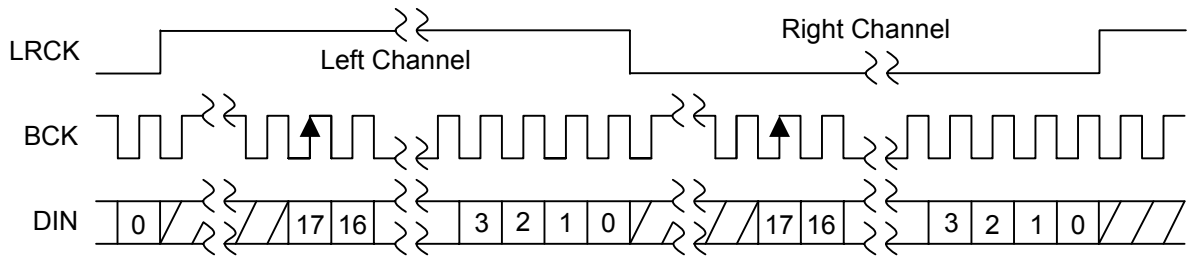 LRCK
Left Channel
Right Channel
BCK
DIN
0 17 16 3 2 1 0 17 16 3 2 1 0